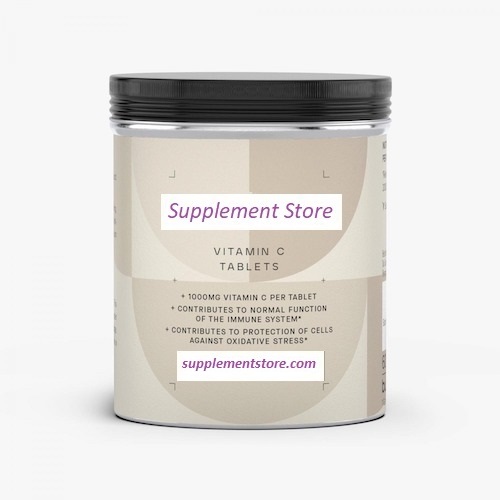 Supplement Store
VITAMIN C
TABLETS
+ 1000MG VITAMIN C PER TABLET
+ CONTRIBUTES TO NORMAL FUNCTION
OF THE IMMUNE SYSTEM*
+ CONTRIBUTES TO PROTECTION OF CELLS
AGAINST OXIDATIVE STRESS*
supplementstore.com